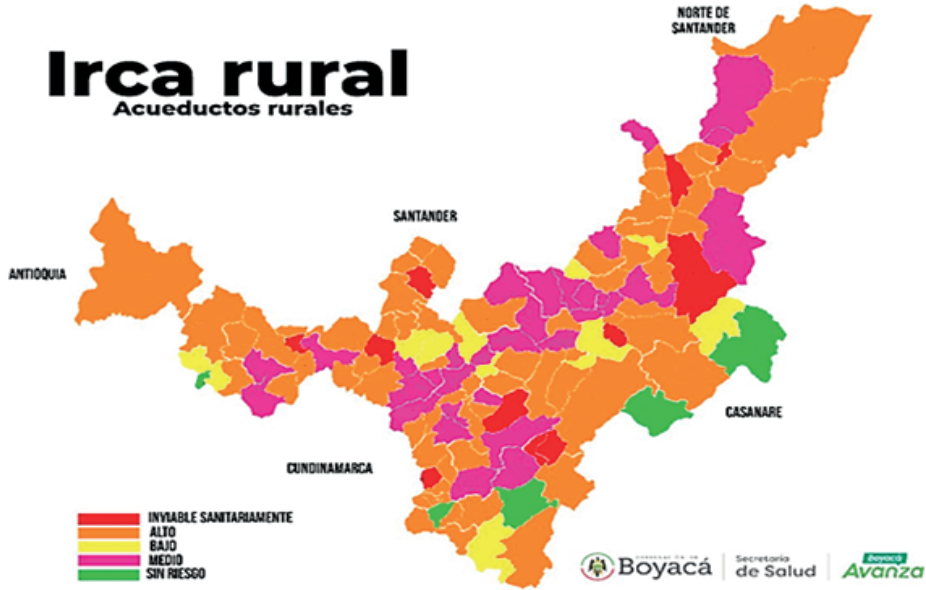 Irca rural
Acueductos rurales
NORTE DE
SANTANDER
SANTANDER
ANTIOQUIA
CASANARE
CUNDINAMARCA
INVIABLE SANITARIAMENTE
ALTO
BAJO
MEDIO
SIN RIESGO
Boyacá
Secretaría
de Salud
Boyacá
Avanza